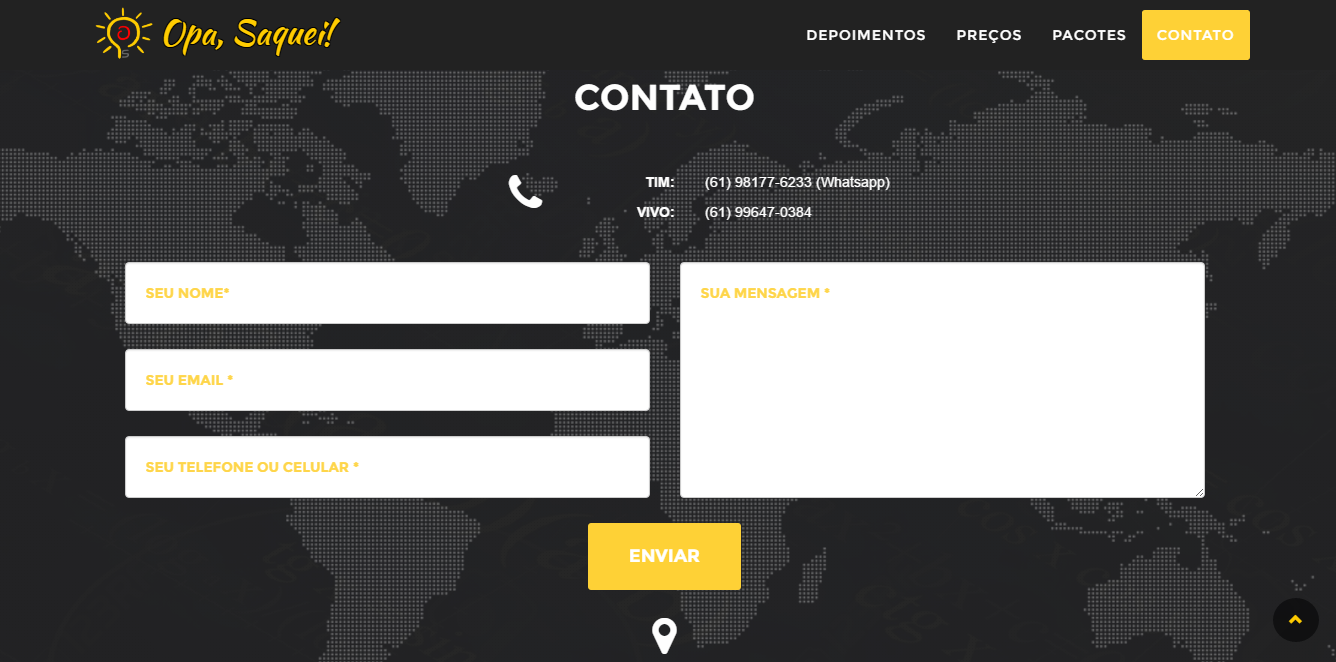 Opa, Saquei!
DEPOIMENTOS PREÇOS PACOTES CONTATO
CONTATO
TIM: (61) 98177-6233 (Whatsapp)
VIVO: (61) 99647-0384
SEU NOME*
SUA MENSAGEM *
SEU EMAIL *
SEU TELEFONE OU CELULAR *
ENVIAR